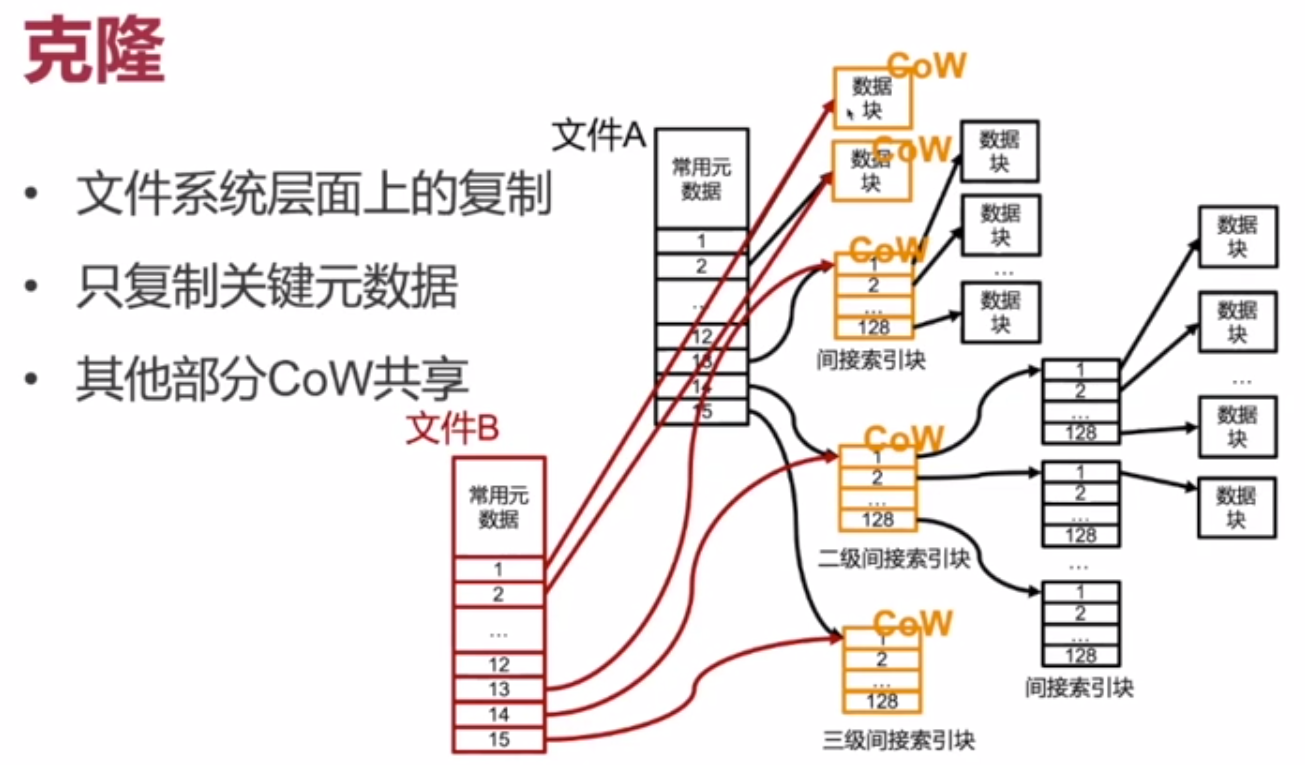 克隆
• 文件系统层面上的复制
• 只复制关键元数据
• 其他部分CoW共享
文件A
常用元
数据
1
2
...
12
13
14
15
文件B
常用元
数据
1
2
...
12
13
14
15
CoW
数据
块
CoW
数据
块
CoW
1
2
...
128
间接索引块
数据
块
数据
块
...
数据
块
CoW
1
2
...
128
二级间接索引块
CoW
1
2
...
128
三级间接索引块
1
2
...
128
1
2
...
128
...
1
2
...
128
间接索引块
数据
块
数据
块
...
数据
块
数据
块